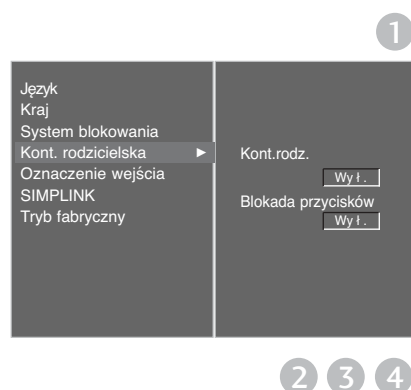 1
Język
Kraj
System blokowania
Kont. rodzicielska ►
Oznaczenie wejścia
SIMPLINK
Tryb fabryczny
Kont.rodz.
Wył.
Blokada przycisków
Wył.
2 3 4